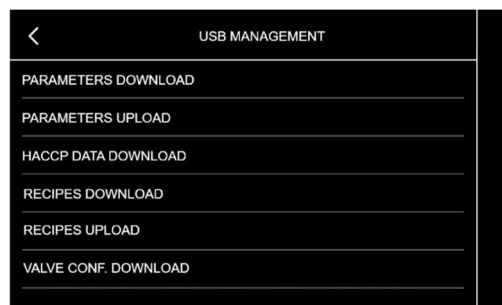 USB MANAGEMENT
PARAMETERS DOWNLOAD
PARAMETERS UPLOAD
HACCP DATA DOWNLOAD
RECIPES DOWNLOAD
RECIPES UPLOAD
VALVE CONF. DOWNLOAD